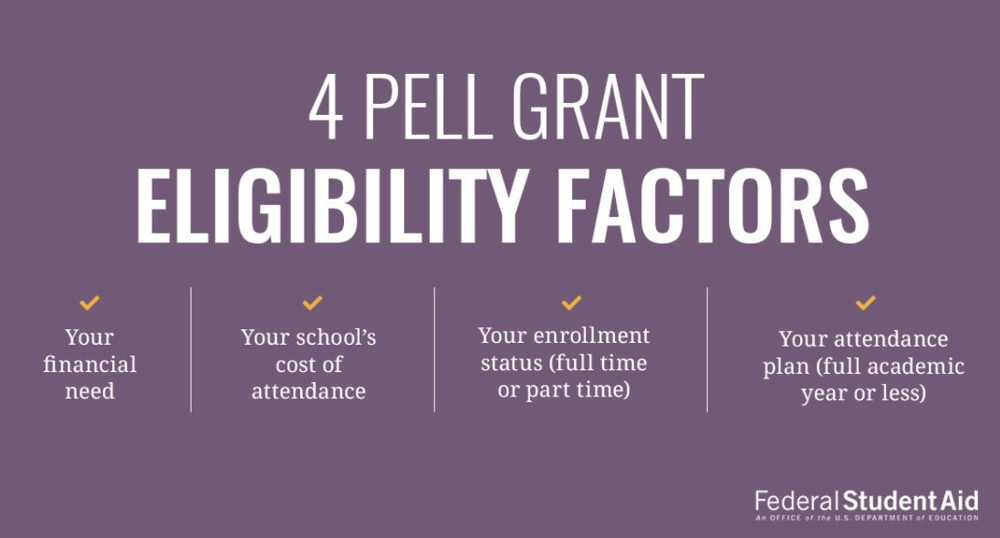 4 PELL GRANT
ELIGIBILITY FACTORS
Your
financial
need
Your school’s
cost of
attendance
Your enrollment
status (full time
or part time)
Your attendance
plan (full academic
year or less)
Federal Student Aid
An OFFICE of the U.S. DEPARTMENT of EDUCATION